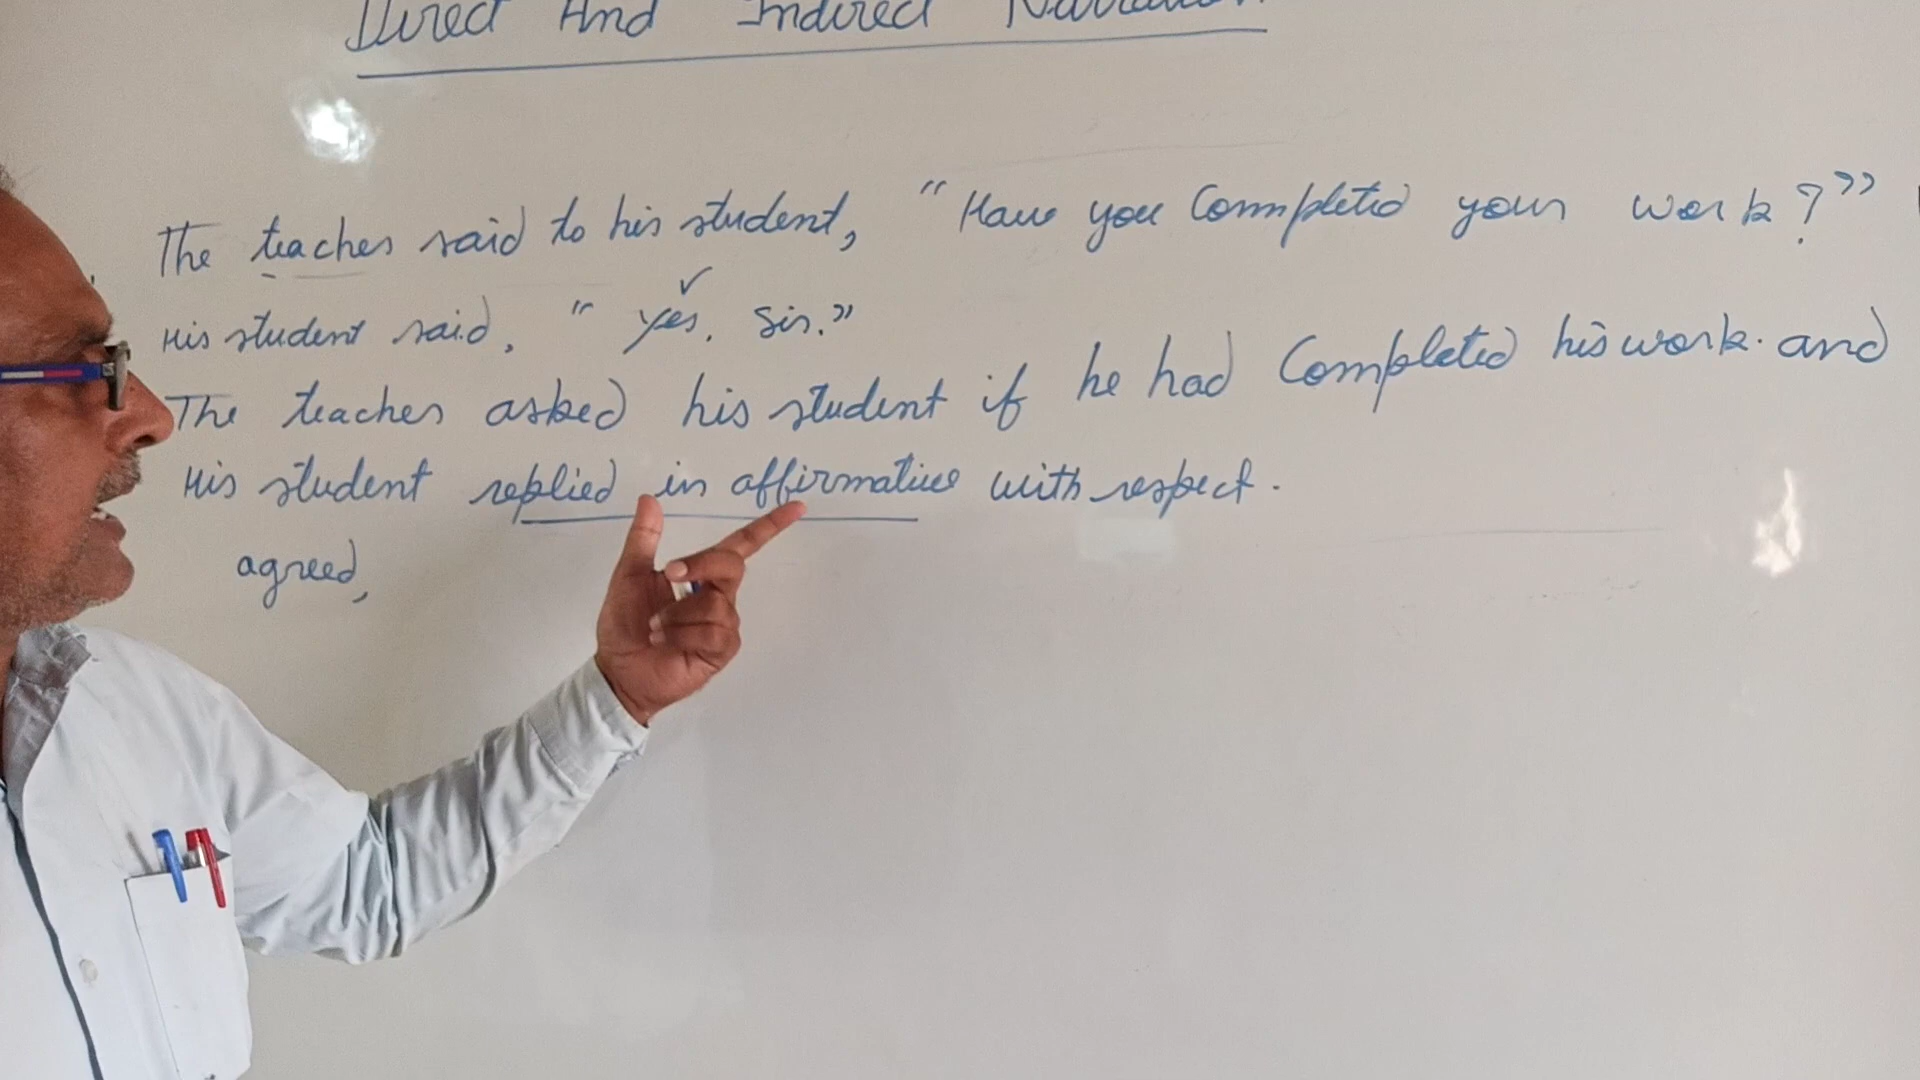 Direct And Indirect Narration
The teacher said to his student, " Have you Completed your work ? "
His student said, " Yes, Sir."
The teacher asked his student if he had Completed his work. and
His student replied in affirmative with respect.
agreed,